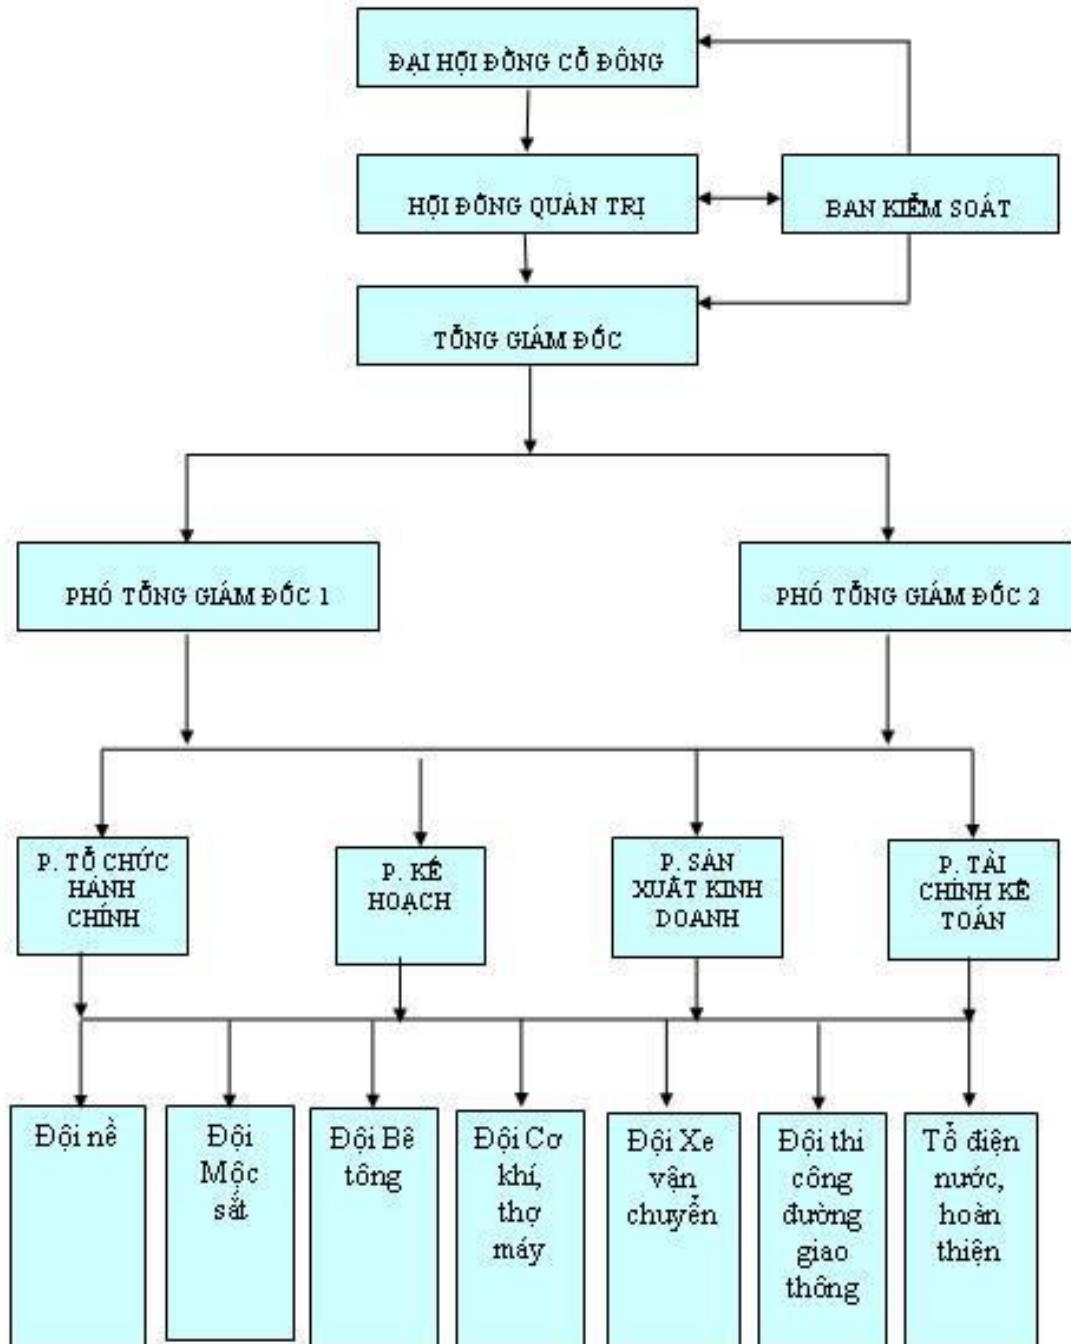 ĐẠI HỘI ĐỒNG CỔ ĐÔNG
HỘI ĐỒNG QUẢN TRỊ
BAN KIỂM SOÁT
TỔNG GIÁM ĐỐC
PHÓ TỔNG GIÁM ĐỐC 1
PHÓ TỔNG GIÁM ĐỐC 2
P. TỔ CHỨC
HÀNH
CHÍNH
P. KẾ
HOẠCH
P. SẢN
XUẤT KINH
DOANH
P. TÀI
CHÍNH KẾ
TOÁN
Đội nề
Đội
Mộc
sắt
Đội Bê
tông
Đội Cơ
khí,
thợ
máy
Đội Xe
vận
chuyển
Đội thi
công
đường
giao
thông
Tổ điện
nước,
hoàn
thiện